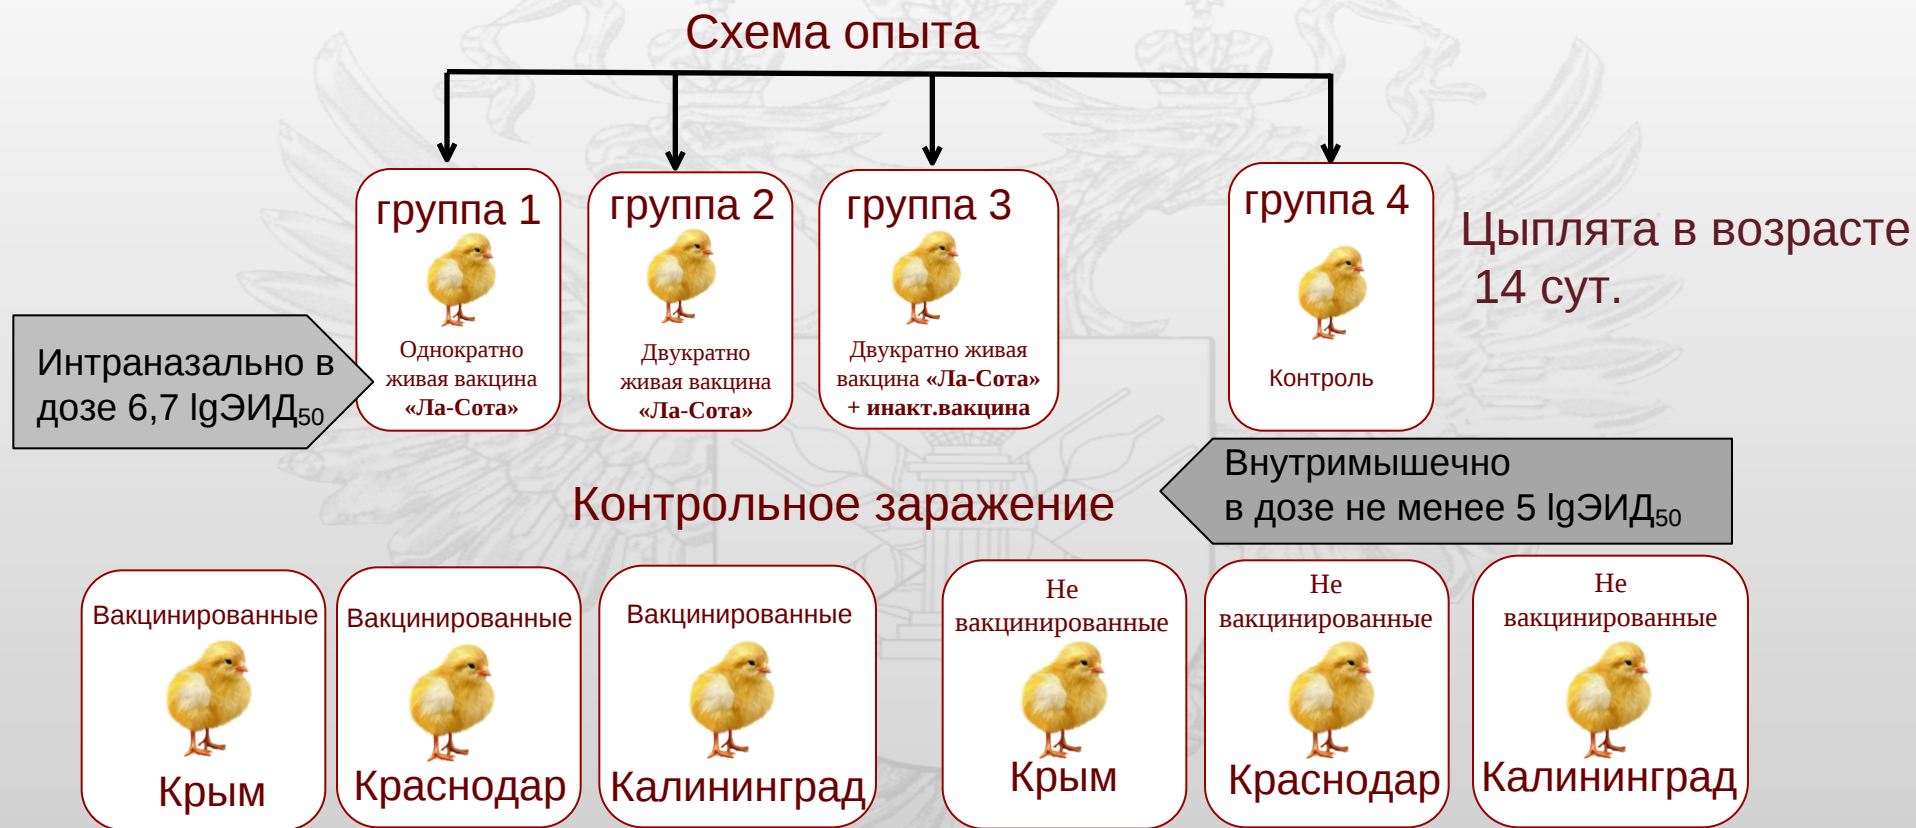 Схема опыта
группа 1
Однократно
живая вакцина
«Ла-Сота»
группа 2
Двукратно
живая вакцина
«Ла-Сота»
группа 3
Двукратно живая
вакцина «Ла-Сота»
+ инакт.вакцина
группа 4
Контроль
Цыплята в возрасте
14 сут.
Интраназально в
дозе 6,7 lgЭИД50
Контрольное заражение
Внутримышечно
в дозе не менее 5 lgЭИД50
Вакцинированные
Крым
Вакцинированные
Краснодар
Вакцинированные
Калининград
Не
вакцинированные
Крым
Не
вакцинированные
Краснодар
Не
вакцинированные
Калининград